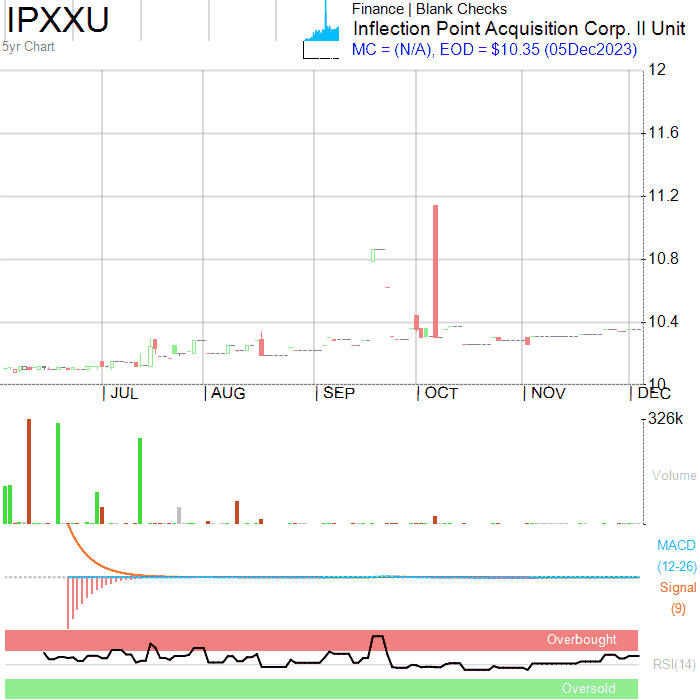 IPXXU
5yr Chart
Finance | Blank Checks
Inflection Point Acquisition Corp. II Unit
MC = (N/A), EOD = $10.35 (05Dec2023)
12
11.6
11.2
10.8
10.4
10
| JUL | AUG | SEP | OCT | NOV | DEC
326k
Volume
MACD
(12-26)
Signal
(9)
Overbought
RSI(14)
Oversold